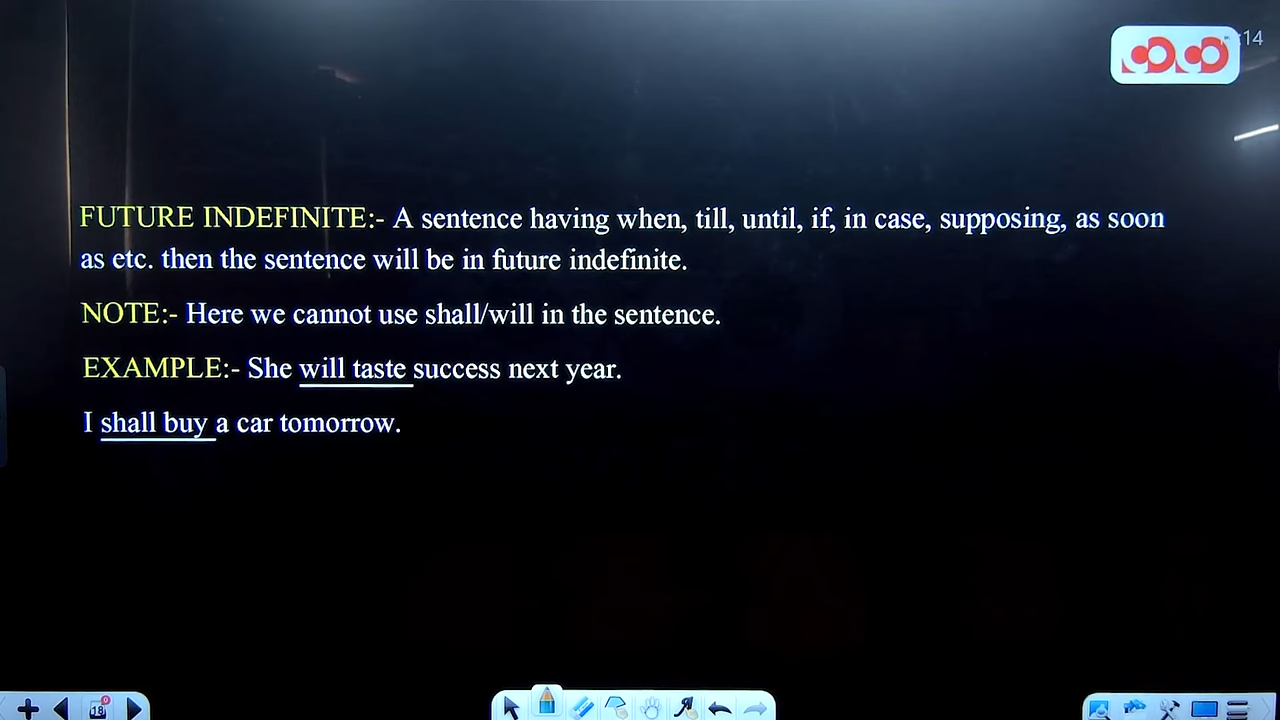 FUTURE INDEFINITE:- A sentence having when, till, until, if, in case, supposing, as soon
as etc. then the sentence will be in future indefinite.
NOTE:- Here we cannot use shall/will in the sentence.
EXAMPLE:- She will taste success next year.
I shall buy a car tomorrow.
18